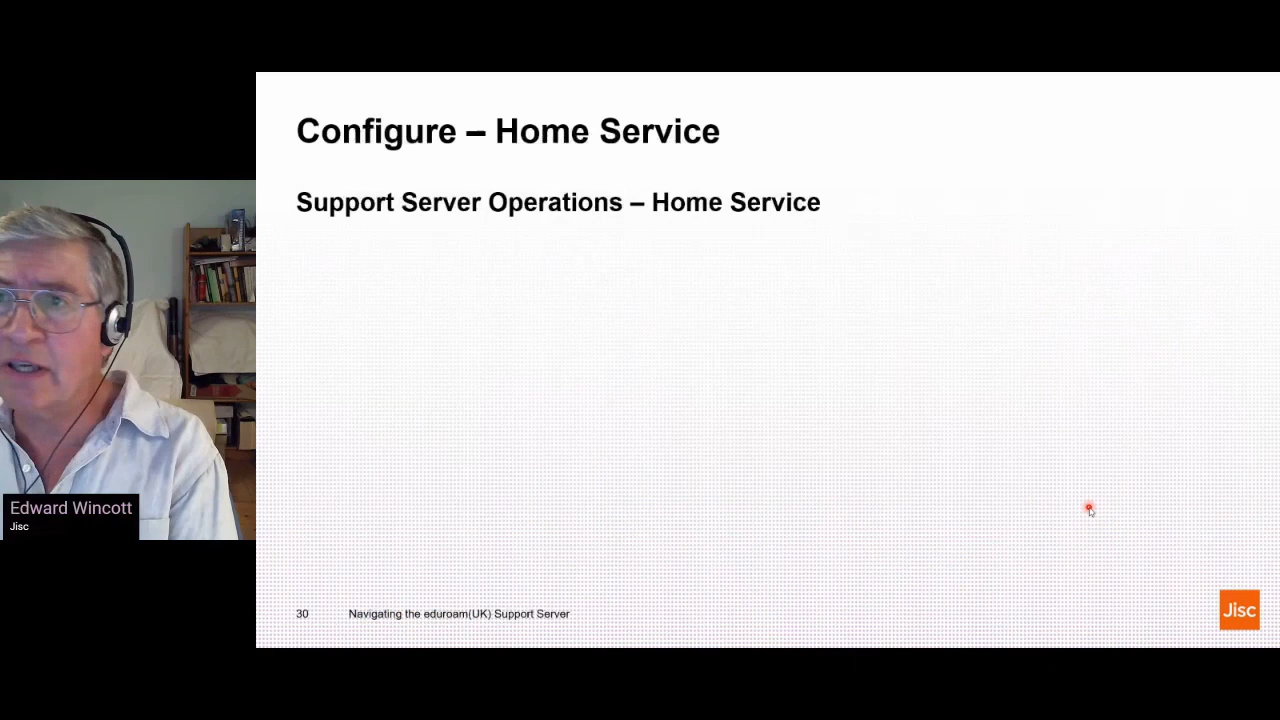 Configure – Home Service
Support Server Operations – Home Service
Edward Wincott
Jisc
30
Navigating the eduroam(UK) Support Server
Jisc